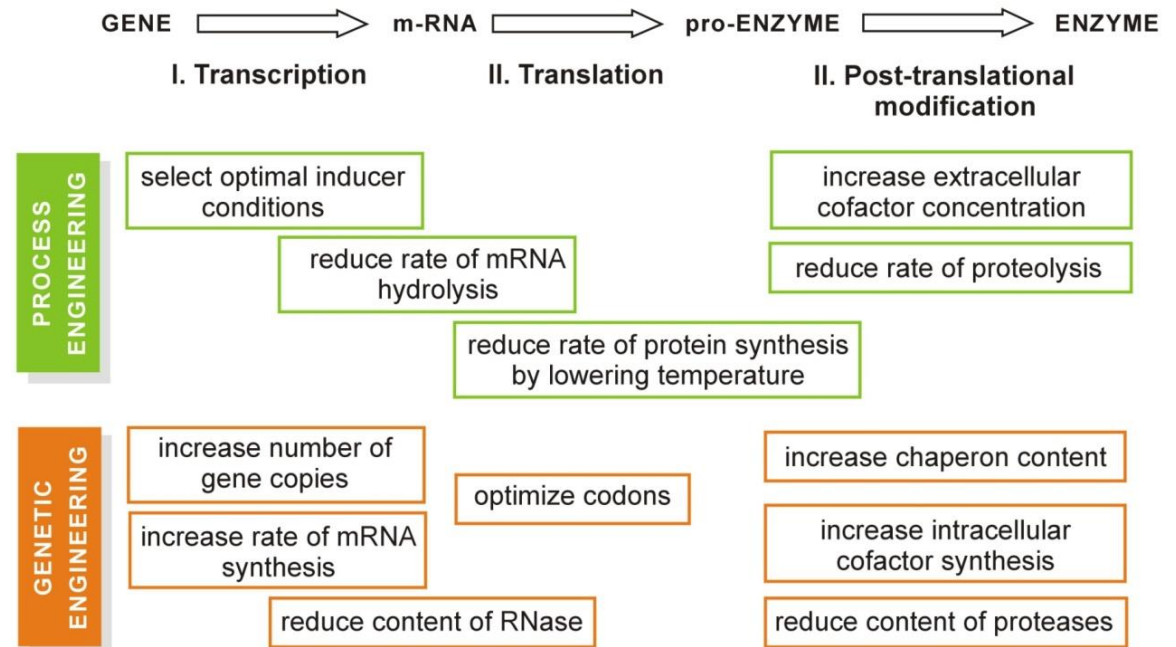 GENE m-RNA pro-ENZYME ENZYME
I. Transcription
II. Translation
II. Post-translational
modification
PROCESS
ENGINEERING
select optimal inducer
conditions
reduce rate of mRNA
hydrolysis
reduce rate of protein synthesis
by lowering temperature
increase extracellular
cofactor concentration
reduce rate of proteolysis
GENETIC
ENGINEERING
increase number of
gene copies
increase rate of mRNA
synthesis
reduce content of RNase
optimize codons
increase chaperon content
increase intracellular
cofactor synthesis
reduce content of proteases